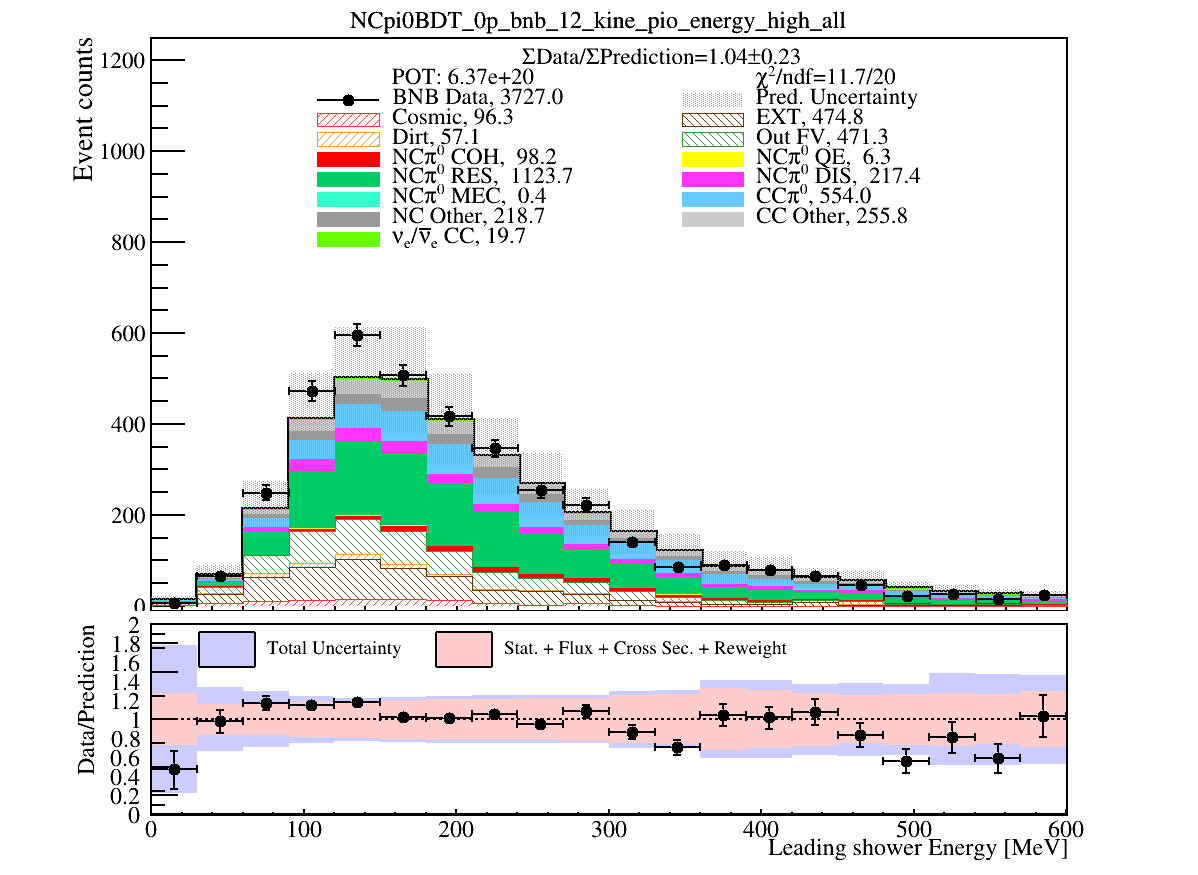 NCpi0BDT_0p_bnb_12_kine_pio_energy_high_all
ΣData/ΣPrediction=1.04±0.23
POT: 6.37e+20
χ²/ndf=11.7/20
BNB Data, 3727.0
Pred. Uncertainty
Cosmic, 96.3
EXT, 474.8
Dirt, 57.1
Out FV, 471.3
NCπ⁰ COH, 98.2
NCπ⁰ QE, 6.3
NCπ⁰ RES, 1123.7
NCπ⁰ DIS, 217.4
NCπ⁰ MEC, 0.4
CCπ⁰, 554.0
NC Other, 218.7
CC Other, 255.8
νₑ/ν̅ₑ CC, 19.7
Event counts
1200
1000
800
600
400
200
0
Total Uncertainty
Stat. + Flux + Cross Sec. + Reweight
Data/Prediction
2
1.8
1.6
1.4
1.2
1
0.8
0.6
0.4
0.2
0
0 100 200 300 400 500 600
Leading shower Energy [MeV]